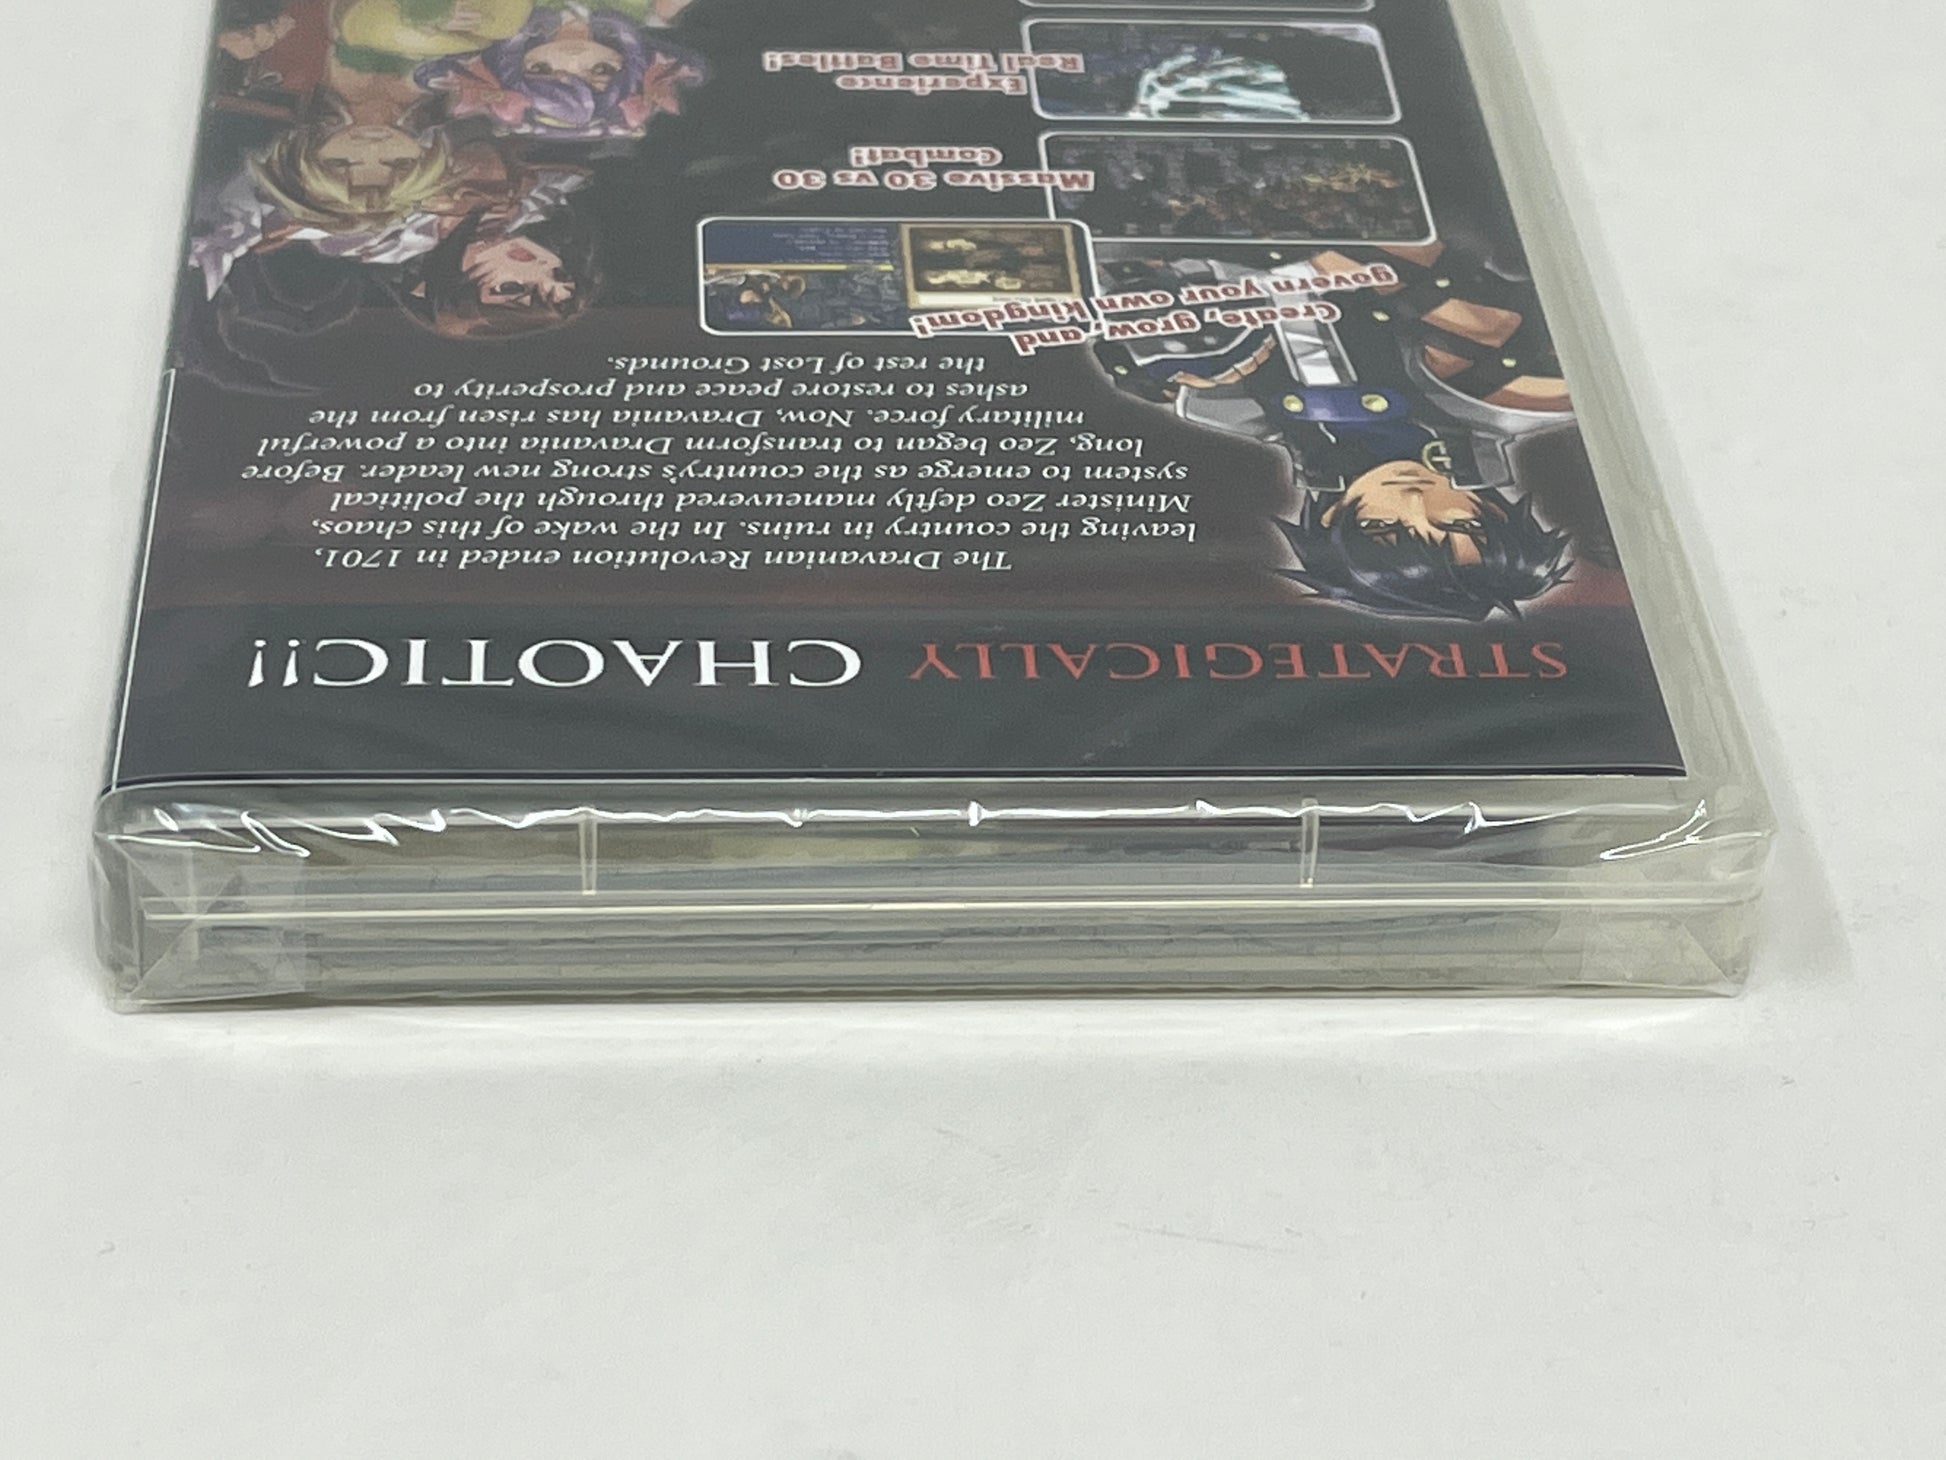 STRATEGICALLY CHAOTIC!!
The Dravanian Revolution ended in 1701,
leaving the country in ruins. In the wake of this chaos,
Minister Zeo deftly maneuvered through the political
system to emerge as the country's strong new leader. Before
long, Zeo began to transform Dravania into a powerful
military force. Now, Dravania has risen from the
ashes to restore peace and prosperity to
the rest of Lost Grounds.
Create, grow, and
govern your own kingdom!
Massive 30 vs 30
Combat!
Experience
Real Time Battles!